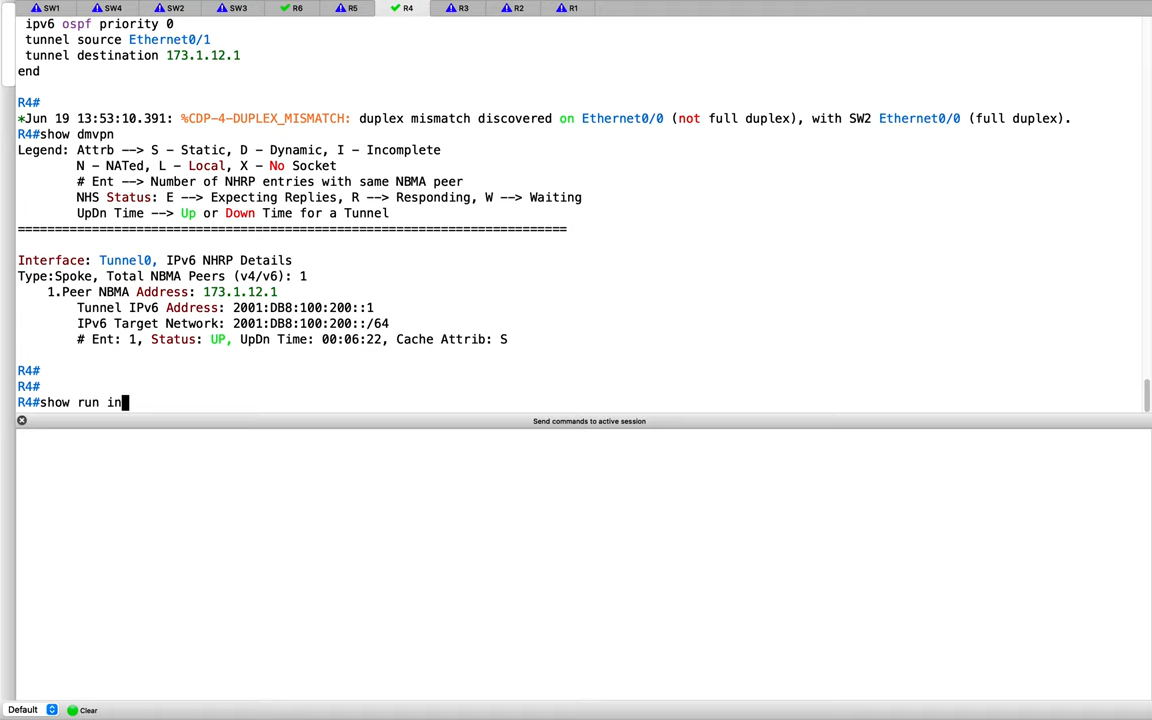 SW1 SW4 SW2 SW3 R6 R5 R4 R3 R2 R1
ipv6 ospf priority 0
tunnel source Ethernet0/1
tunnel destination 173.1.12.1
end
R4#
*Jun 19 13:53:10.391: %CDP-4-DUPLEX_MISMATCH: duplex mismatch discovered on Ethernet0/0 (not full duplex), with SW2 Ethernet0/0 (full duplex).
R4#show dmvpn
Legend: Attrb --> S - Static, D - Dynamic, I - Incomplete
N - NATed, L - Local, X - No Socket
# Ent --> Number of NHRP entries with same NBMA peer
NHS Status: E --> Expecting Replies, R --> Responding, W --> Waiting
UpDn Time --> Up or Down Time for a Tunnel
==========================================================================
Interface: Tunnel0, IPv6 NHRP Details
Type:Spoke, Total NBMA Peers (v4/v6): 1
1.Peer NBMA Address: 173.1.12.1
Tunnel IPv6 Address: 2001:DB8:100:200::1
IPv6 Target Network: 2001:DB8:100:200::/64
# Ent: 1, Status: UP, UpDn Time: 00:06:22, Cache Attrib: S
R4#
R4#
R4#show run in
Send commands to active session
Default Clear